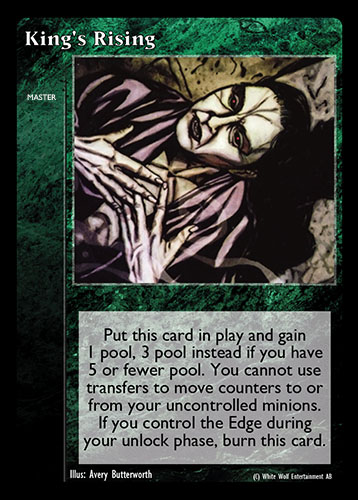 King's Rising
MASTER
Put this card in play and gain
1 pool, 3 pool instead if you have
5 or fewer pool. You cannot use
transfers to move counters to or
from your uncontrolled minions.
If you control the Edge during
your unlock phase, burn this card.
Illus: Avery Butterworth
(C) White Wolf Entertainment AB